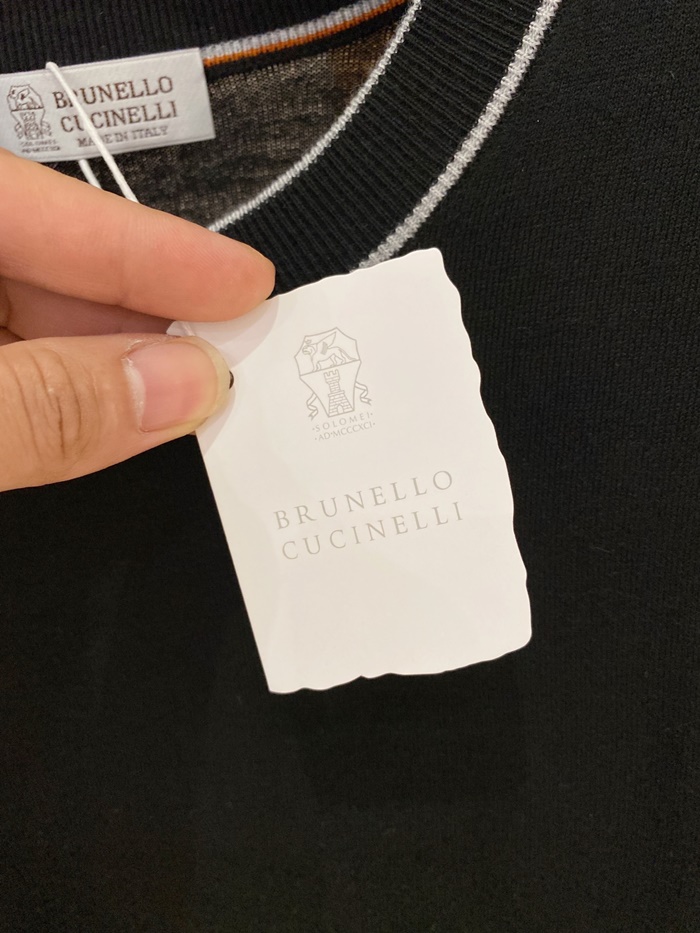 BRUNELLO
CUCINELLI
MADE IN ITALY
·SOLOMEI·
·AD·MCCCXCI·
BRUNELLO
CUCINELLI